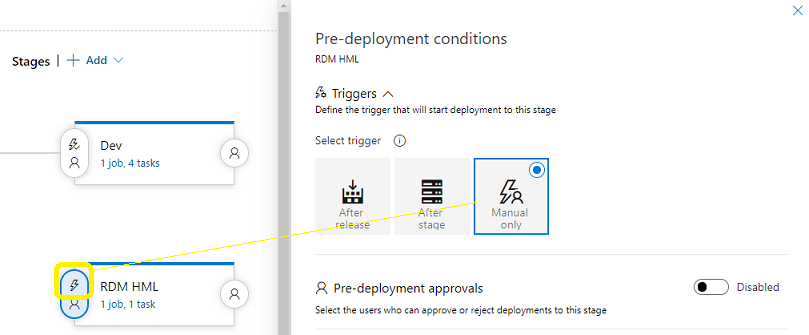 Stages | + Add
Dev
1 job, 4 tasks
RDM HML
1 job, 1 task
Pre-deployment conditions
RDM HML
Triggers
Define the trigger that will start deployment to this stage
Select trigger
After
release
After
stage
Manual
only
Pre-deployment approvals
Disabled
Select the users who can approve or reject deployments to this stage